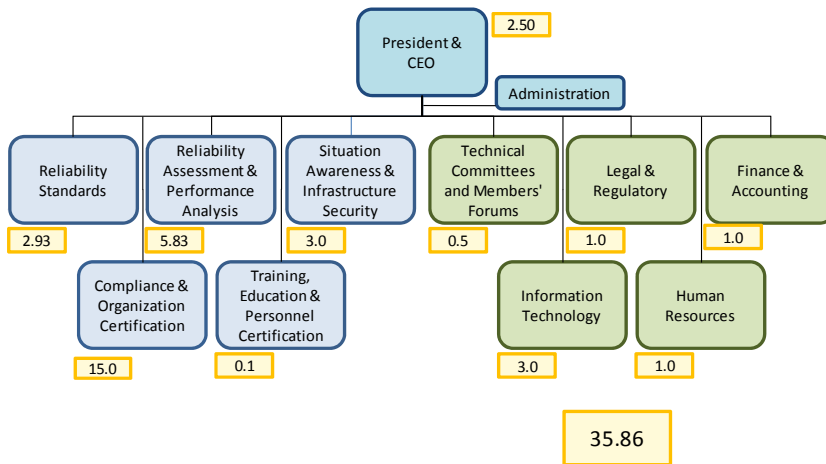 President &
CEO
2.50
Administration
Reliability
Standards
2.93
Reliability
Assessment &
Performance
Analysis
5.83
Situation
Awareness &
Infrastructure
Security
3.0
Technical
Committees
and Members'
Forums
0.5
Legal &
Regulatory
1.0
Finance &
Accounting
1.0
Compliance &
Organization
Certification
15.0
Training,
Education &
Personnel
Certification
0.1
Information
Technology
3.0
Human
Resources
1.0
35.86